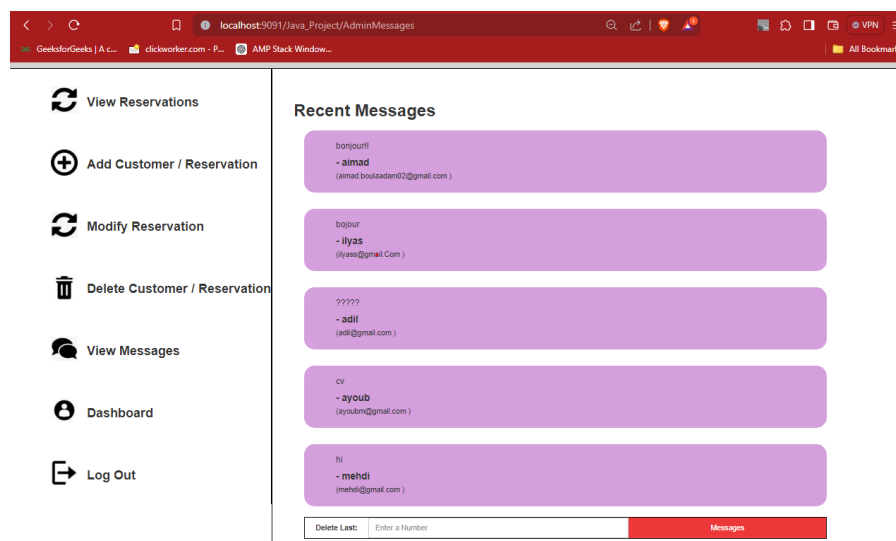 localhost:9091/Java_Project/AdminMessages
VPN
GeeksforGeeks | A c...
clickworker.com - P...
AMP Stack Window...
All Bookmar
View Reservations
Add Customer / Reservation
Modify Reservation
Delete Customer / Reservation
View Messages
Dashboard
Log Out
Recent Messages
bonjour!!
- aimad
(aimad.boulaadam02@gmail.com )
bojour
- ilyas
(ilyass@gmail.Com )
?????
- adil
(adil@gmail.com )
cv
- ayoub
(ayoubm@gmail.com )
hi
- mehdi
(mehdi@gmail.com )
Delete Last:
Enter a Number
Messages